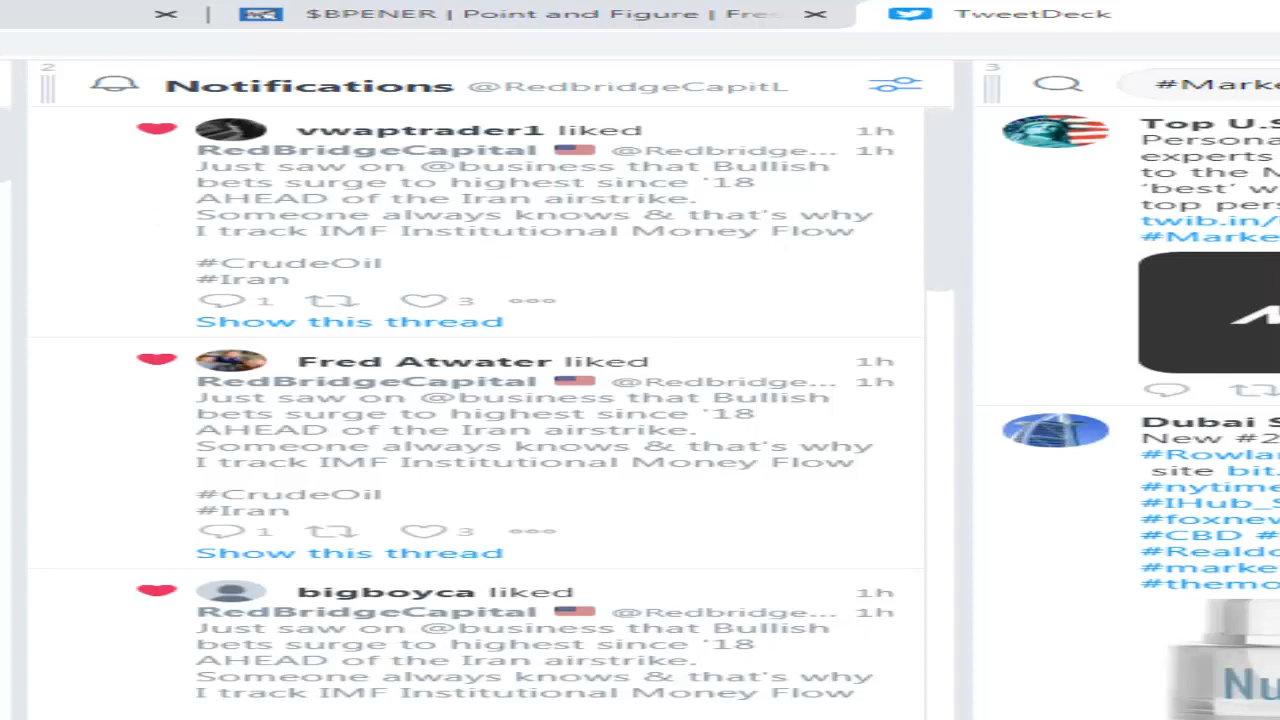 $BPENER | Point and Figure | Fre
TweetDeck
2
Notifications @RedbridgeCapitL
vwaptrader1 liked 1h
RedBridgeCapital @Redbridge... 1h
Just saw on @business that Bullish
bets surge to highest since '18
AHEAD of the Iran airstrike.
Someone always knows & that's why
I track IMF Institutional Money Flow
#CrudeOil
#Iran
1 3
Show this thread
Fred Atwater liked 1h
RedBridgeCapital @Redbridge... 1h
Just saw on @business that Bullish
bets surge to highest since '18
AHEAD of the Iran airstrike.
Someone always knows & that's why
I track IMF Institutional Money Flow
#CrudeOil
#Iran
1 3
Show this thread
bigboyca liked 1h
RedBridgeCapital @Redbridge... 1h
Just saw on @business that Bullish
bets surge to highest since '18
AHEAD of the Iran airstrike.
Someone always knows & that's why
I track IMF Institutional Money Flow
3
#Marke
Top U.S
Persona
experts
to the N
'best' w
top pers
twib.in/
#Marke
Dubai S
New #2
#Rowla
site bit.
#nytime
#IHub_S
#foxnew
#CBD #
#Realdo
#marke
#themo
Nu